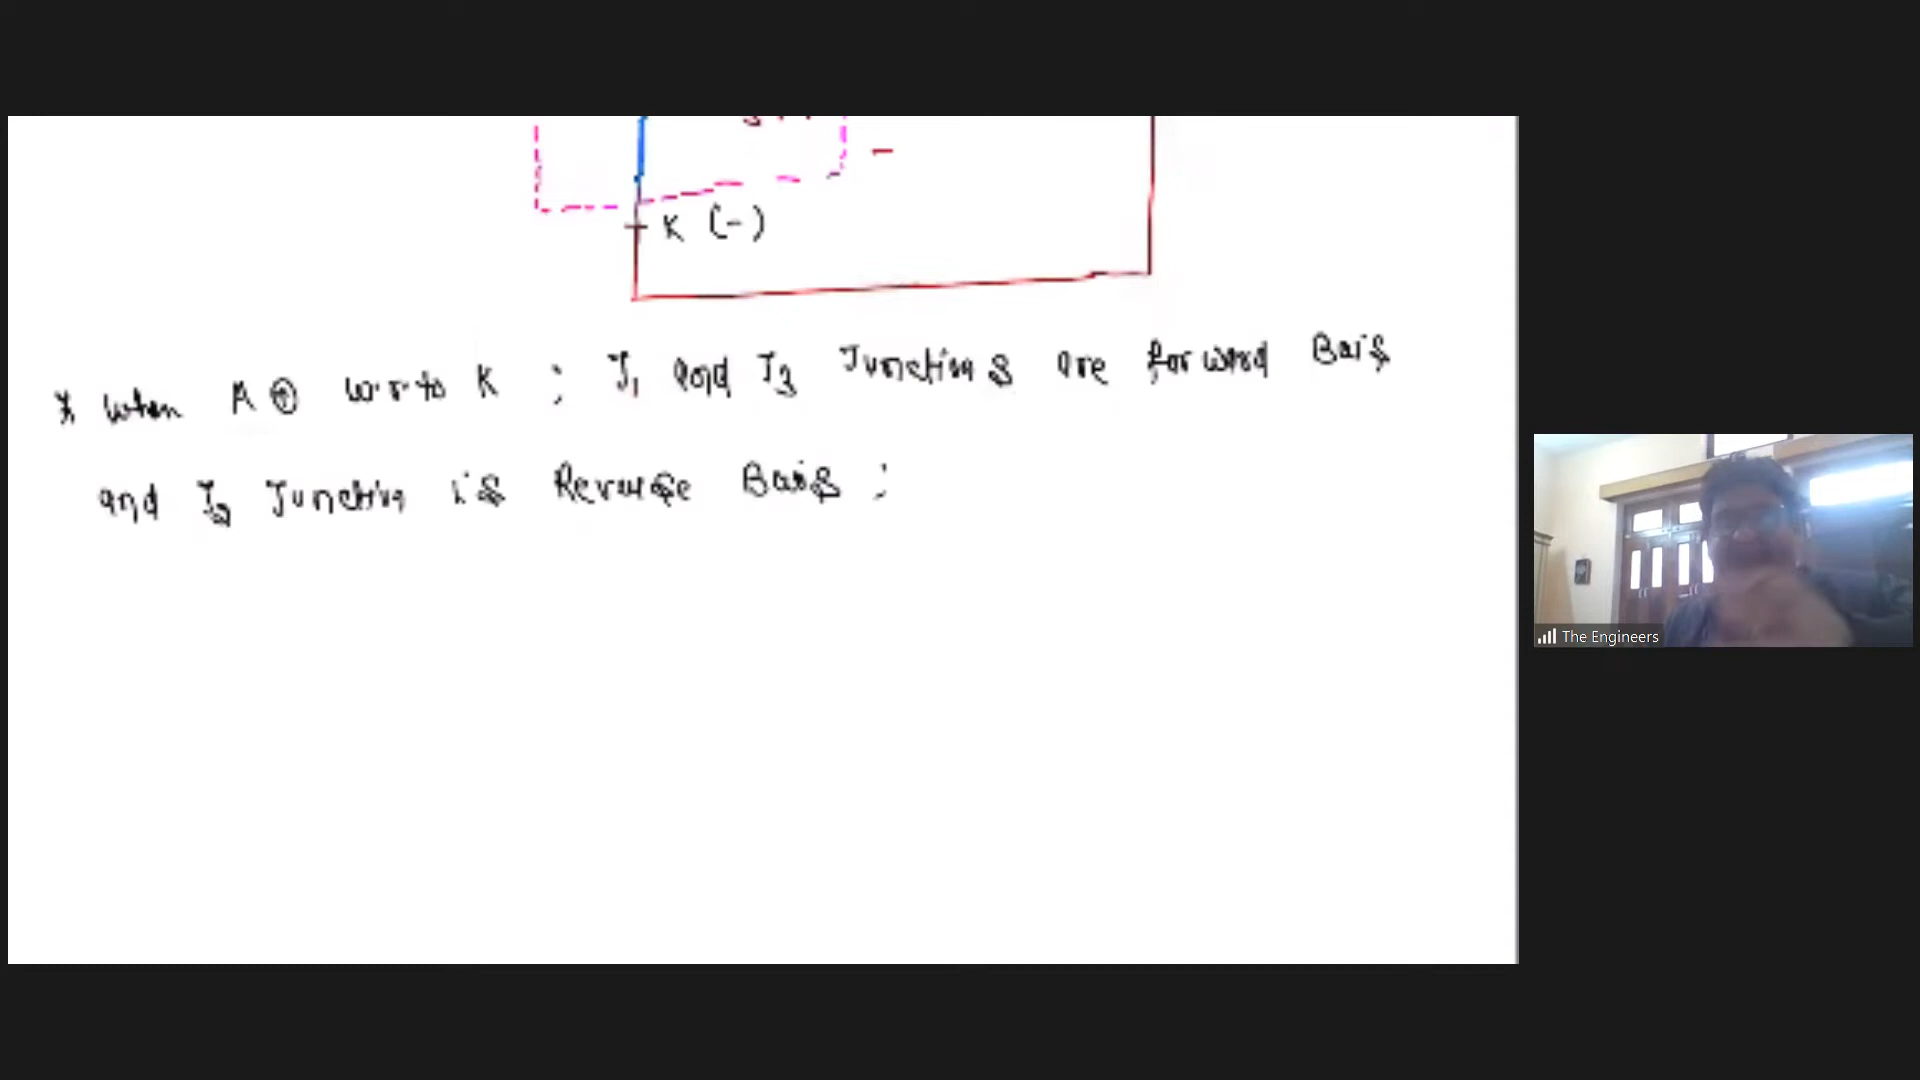 K (-)
* when A ⊕ w.r.to K ; J1 and J3 Junctions are forward Bais
and J2 Junction is Reverse Bais ;
The Engineers